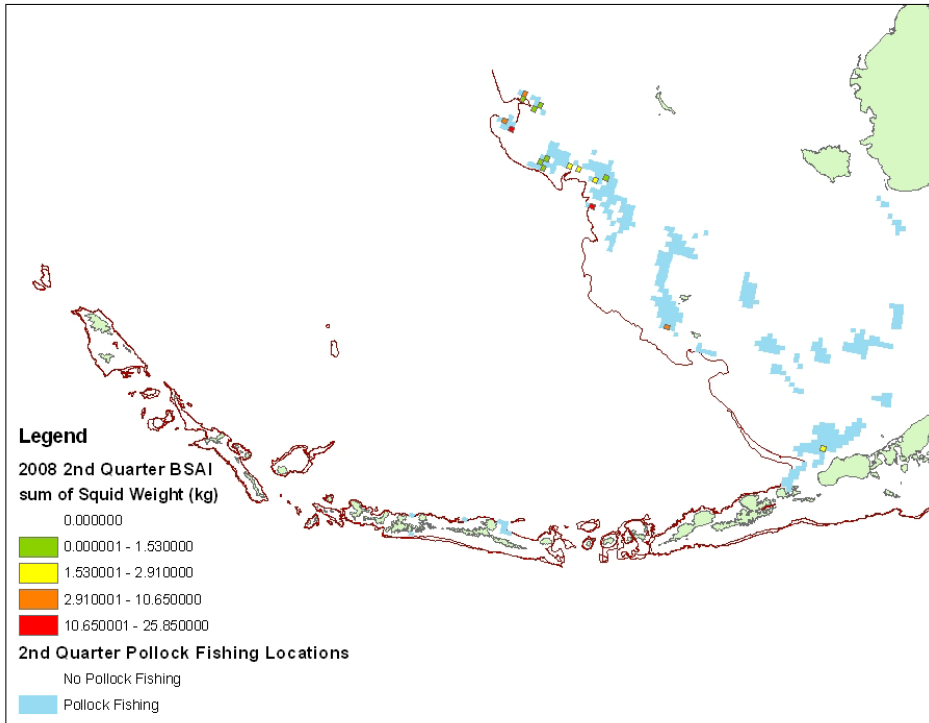 Legend
2008 2nd Quarter BSAI
sum of Squid Weight (kg)
0.000000
0.000001 - 1.530000
1.530001 - 2.910000
2.910001 - 10.650000
10.650001 - 25.850000
2nd Quarter Pollock Fishing Locations
No Pollock Fishing
Pollock Fishing